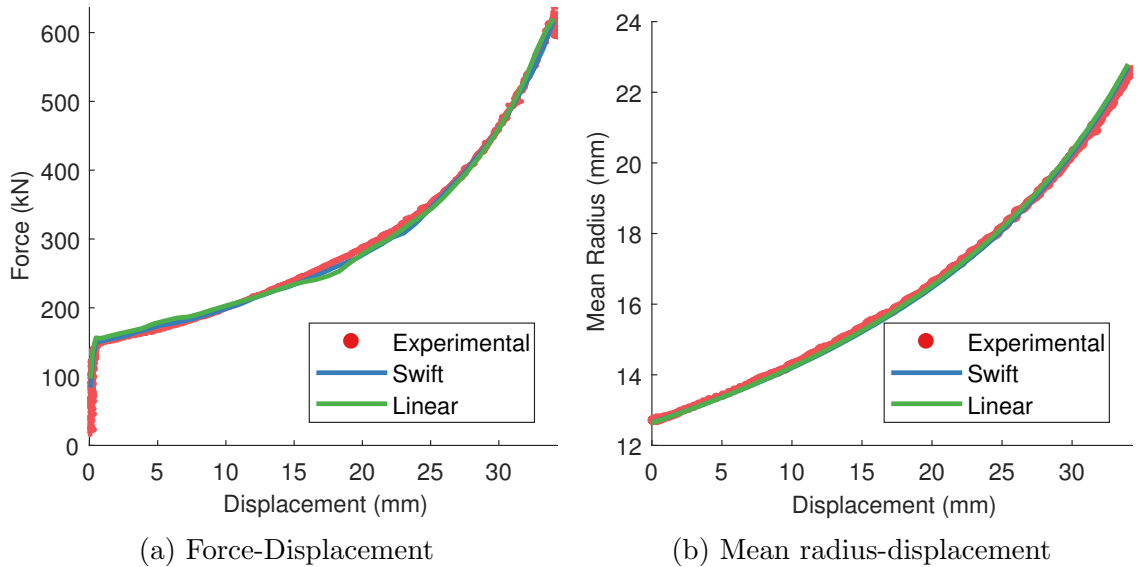 600
500
400
300
200
100
0
Force (kN)
0 5 10 15 20 25 30
Displacement (mm)
Experimental
Swift
Linear
(a) Force-Displacement
24
22
20
18
16
14
12
Mean Radius (mm)
0 5 10 15 20 25 30
Displacement (mm)
Experimental
Swift
Linear
(b) Mean radius-displacement